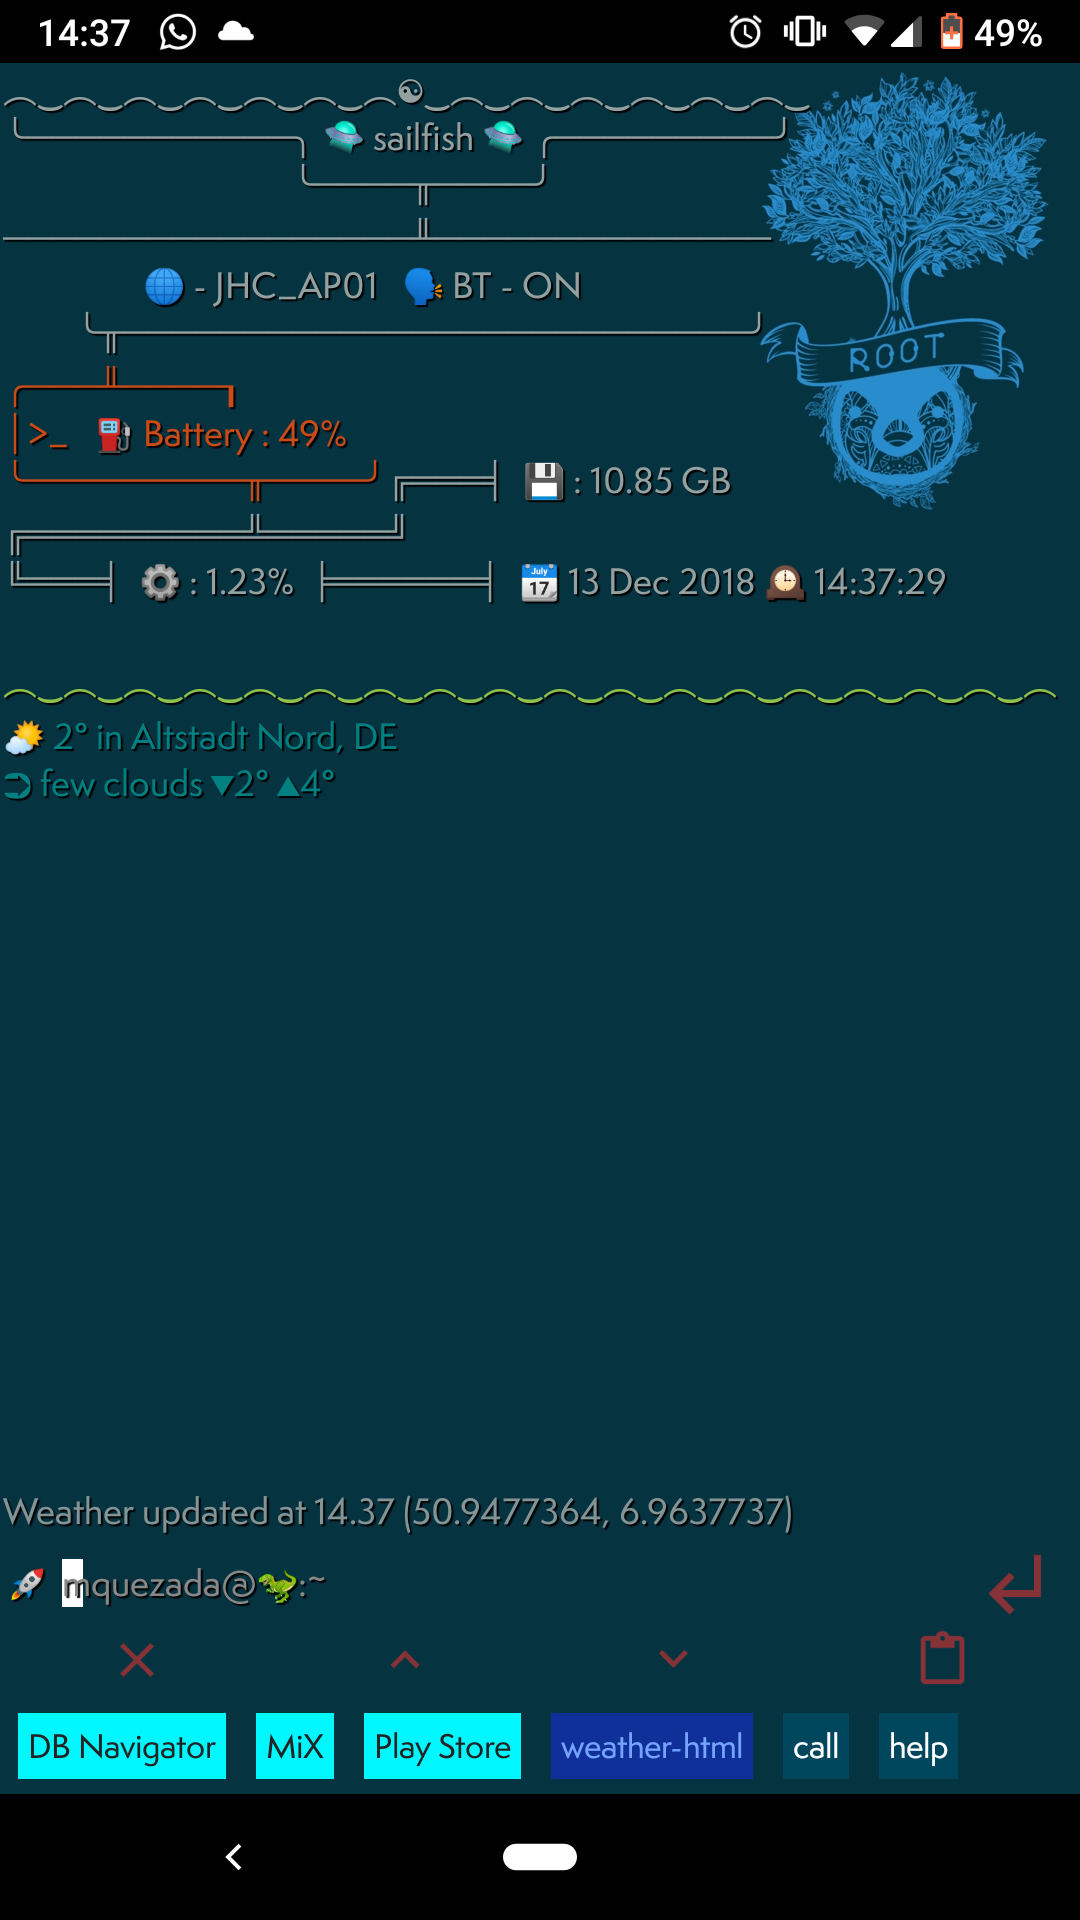 14:37 49%
sailfish
ROOT
- JHC_AP01 BT - ON
>_ Battery : 49%
: 10.85 GB
: 1.23% July 17 13 Dec 2018 14:37:29
2° in Altstadt Nord, DE
➲ few clouds ▼2° ▲4°
Weather updated at 14.37 (50.9477364, 6.9637737)
mquezada@🦖:~
DB Navigator MiX Play Store weather-html call help